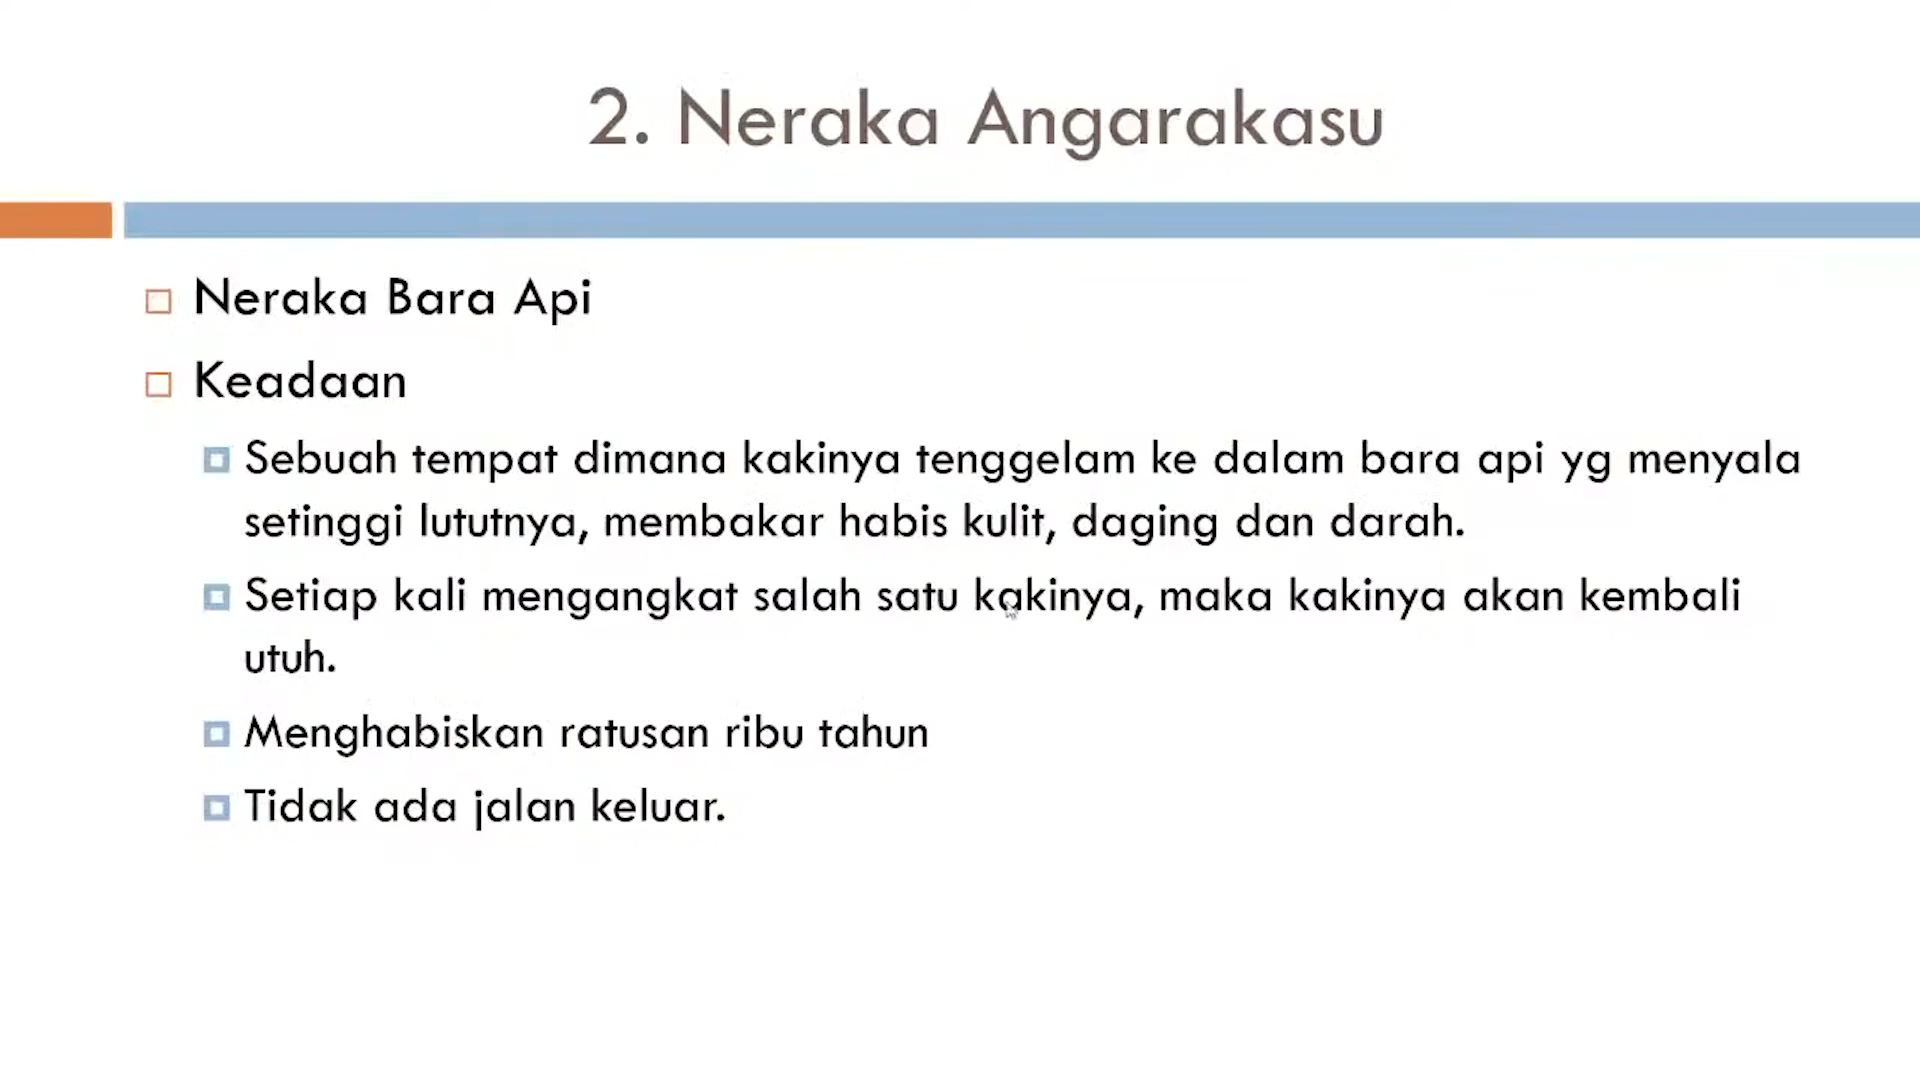 2. Neraka Angarakasu
Neraka Bara Api
Keadaan
Sebuah tempat dimana kakinya tenggelam ke dalam bara api yg menyala
setinggi lututnya, membakar habis kulit, daging dan darah.
Setiap kali mengangkat salah satu kakinya, maka kakinya akan kembali
utuh.
Menghabiskan ratusan ribu tahun
Tidak ada jalan keluar.